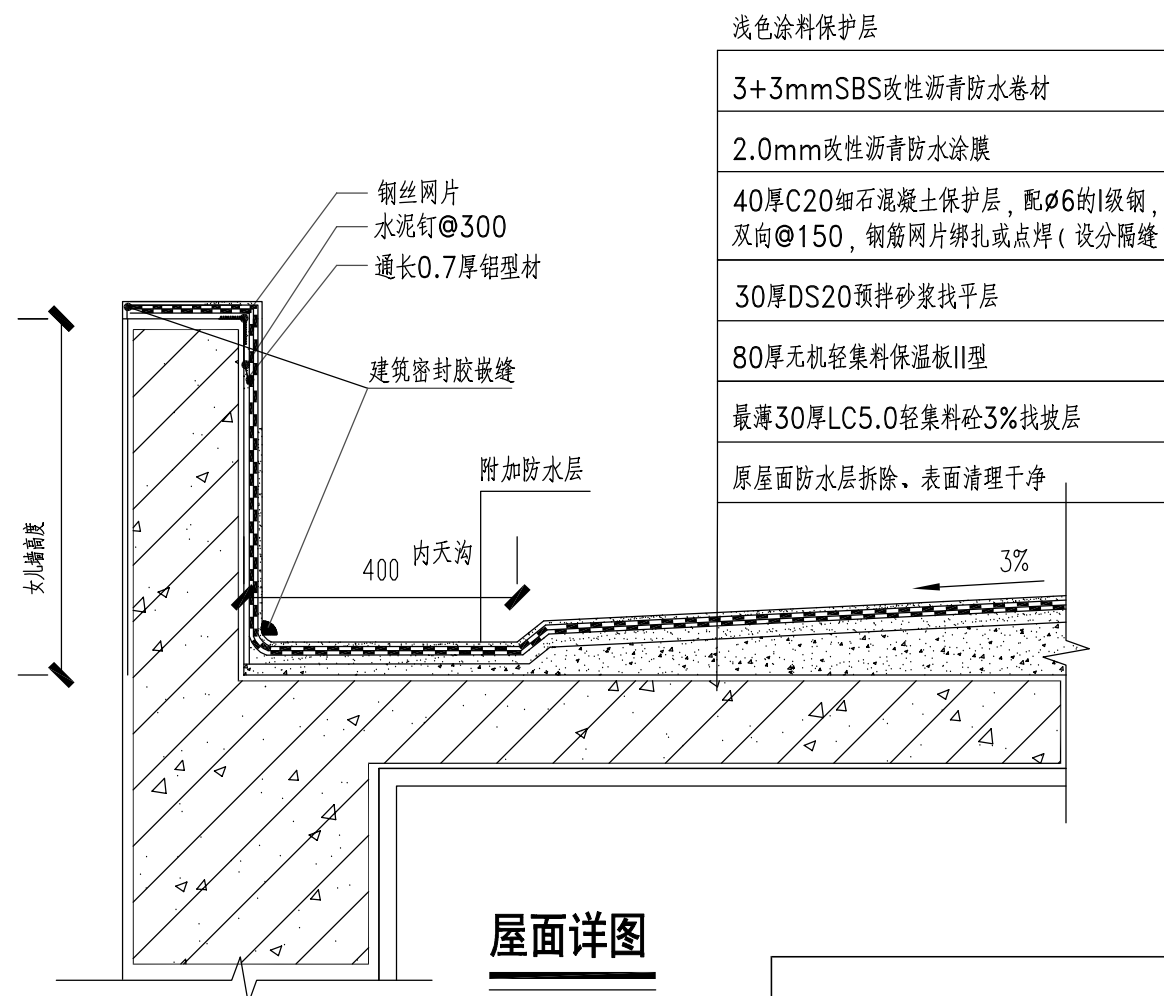 浅色涂料保护层
3+3mmSBS改性沥青防水卷材
2.0mm改性沥青防水涂膜
40厚C20细石混凝土保护层，配ø6的I级钢，
双向@150，钢筋网片绑扎或点焊（设分隔缝
30厚DS20预拌砂浆找平层
80厚无机轻集料保温板II型
最薄30厚LC5.0轻集料砼3%找坡层
原屋面防水层拆除、表面清理干净
钢丝网片
水泥钉@300
通长0.7厚铝型材
建筑密封胶嵌缝
附加防水层
400 内天沟
女儿墙高度
3%
屋面详图